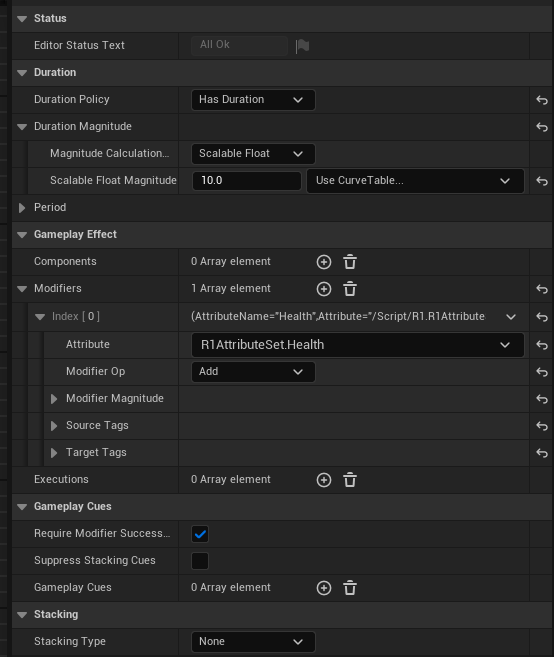 Status
Editor Status Text All Ok
Duration
Duration Policy Has Duration
Duration Magnitude
Magnitude Calculation... Scalable Float
Scalable Float Magnitude 10.0 Use CurveTable...
Period
Gameplay Effect
Components 0 Array element
Modifiers 1 Array element
Index [ 0 ] (AttributeName="Health",Attribute="/Script/R1.R1Attribute
Attribute R1AttributeSet.Health
Modifier Op Add
Modifier Magnitude
Source Tags
Target Tags
Executions 0 Array element
Gameplay Cues
Require Modifier Success...
Suppress Stacking Cues
Gameplay Cues 0 Array element
Stacking
Stacking Type None